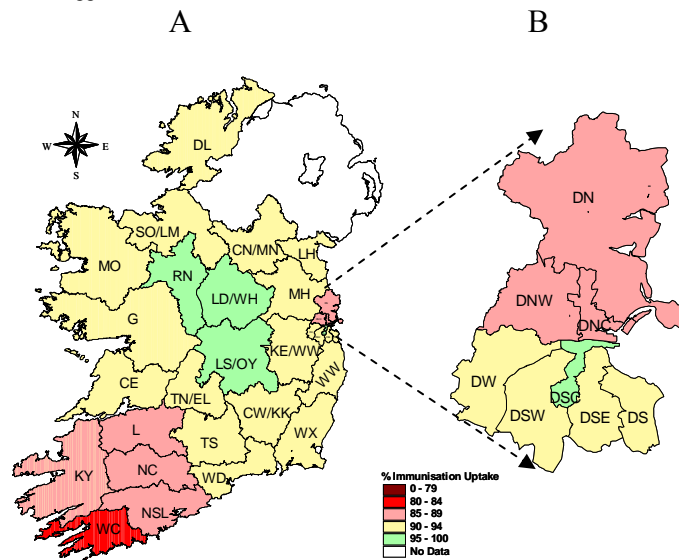 A
B
N
W E
S
DL
SO/LM
CN/MN
LH
MO
RN
LD/WH
MH
G
LS/OY
KE/WW
WW
CE
TN/EL
CW/KK
L
TS
WX
KY
NC
WD
NSL
WC
DN
DNW
DNC
DW
DSC
DSW
DSE
DS
% Immunisation Uptake
0 - 79
80 - 84
85 - 89
90 - 94
95 - 100
No Data